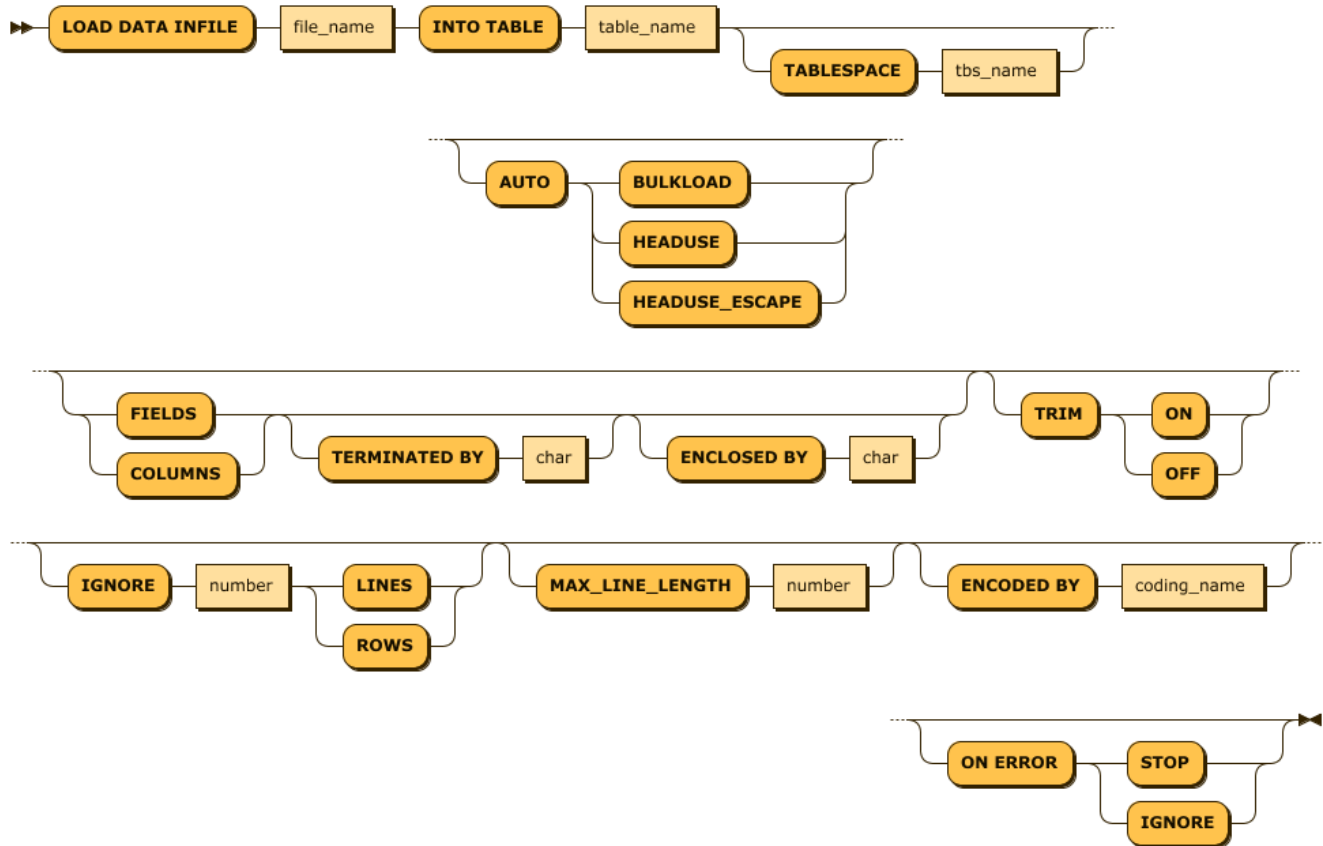 LOAD DATA INFILE file_name INTO TABLE table_name
TABLESPACE tbs_name
AUTO BULKLOAD
HEADUSE
HEADUSE_ESCAPE
FIELDS TRIM ON
COLUMNS TERMINATED BY char ENCLOSED BY char OFF
IGNORE number LINES MAX_LINE_LENGTH number ENCODED BY coding_name
ROWS
ON ERROR STOP
IGNORE